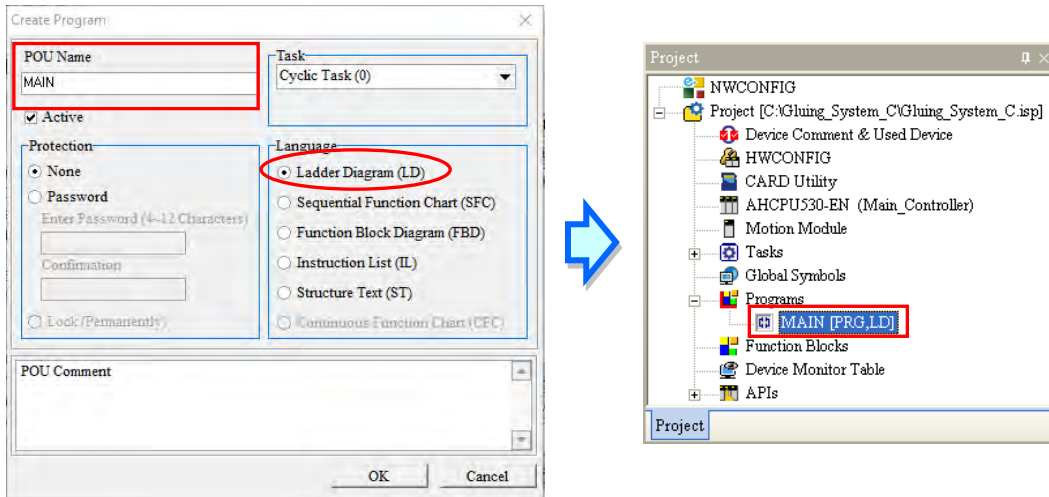 Create Program
POU Name
MAIN
Active
Task
Cyclic Task (0)
Protection
None
Password
Enter Password (4~12 Characters)
Confirmation
Lock (Permanently)
Language
Ladder Diagram (LD)
Sequential Function Chart (SFC)
Function Block Diagram (FBD)
Instruction List (IL)
Structure Text (ST)
Continuous Function Chart (CFC)
POU Comment
OK
Cancel
Project
NWCONFIG
Project [C:\Gluing_System_C\Gluing_System_C.isp]
Device Comment & Used Device
HWCONFIG
CARD Utility
AHCPU530-EN (Main_Controller)
Motion Module
Tasks
Global Symbols
Programs
MAIN [PRG,LD]
Function Blocks
Device Monitor Table
APIs
Project